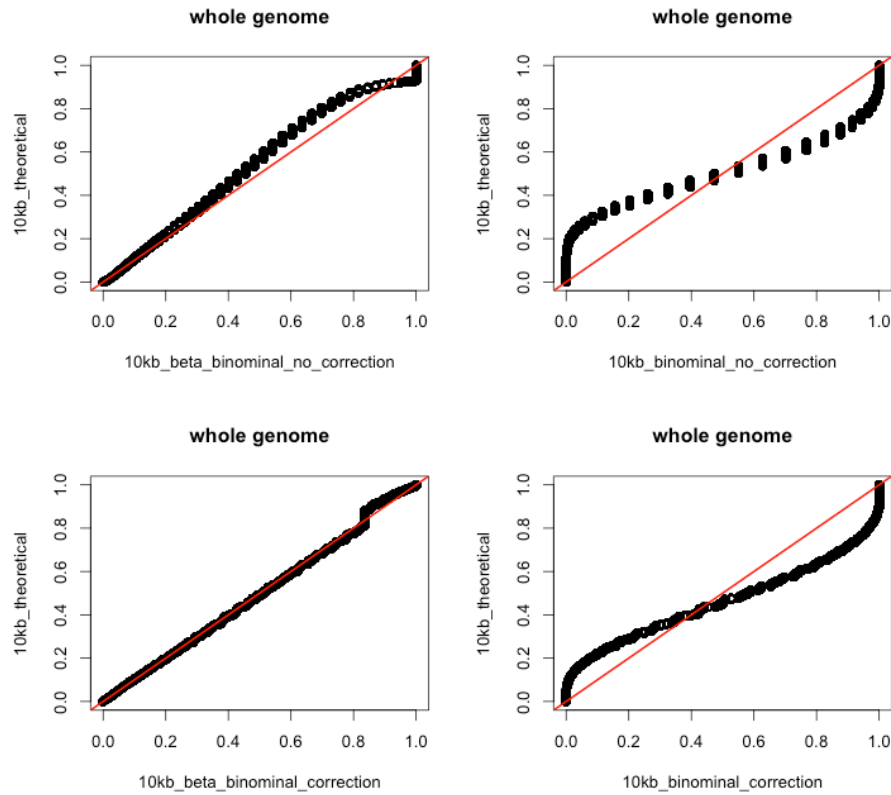 whole genome
10kb_theoretical
0.0 0.2 0.4 0.6 0.8 1.0
0.0 0.2 0.4 0.6 0.8 1.0
10kb_beta_binominal_no_correction
whole genome
10kb_theoretical
0.0 0.2 0.4 0.6 0.8 1.0
0.0 0.2 0.4 0.6 0.8 1.0
10kb_binominal_no_correction
whole genome
10kb_theoretical
0.0 0.2 0.4 0.6 0.8 1.0
0.0 0.2 0.4 0.6 0.8 1.0
10kb_beta_binominal_correction
whole genome
10kb_theoretical
0.0 0.2 0.4 0.6 0.8 1.0
0.0 0.2 0.4 0.6 0.8 1.0
10kb_binominal_correction